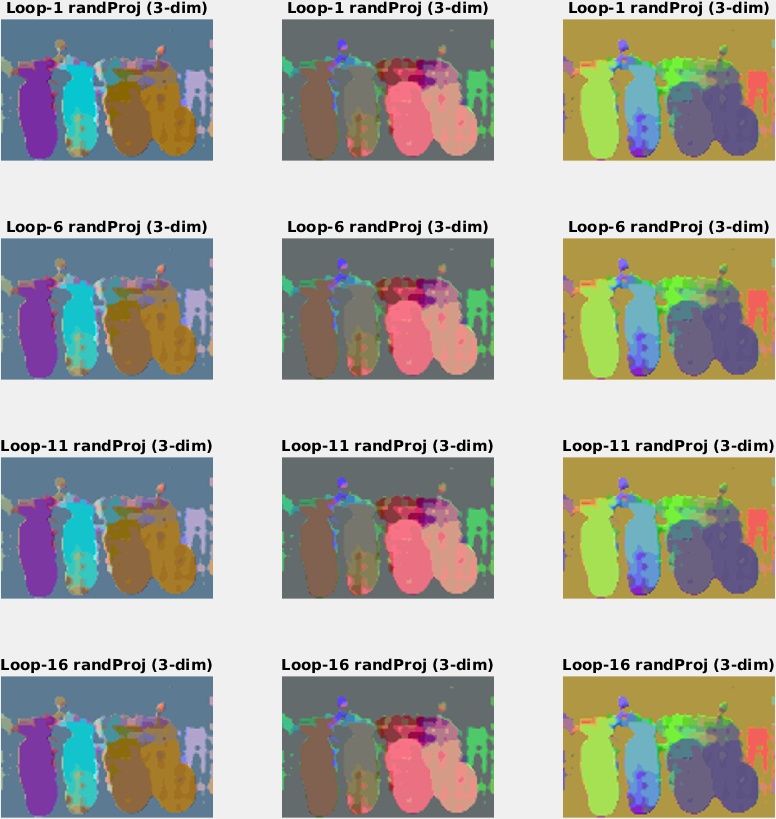 Loop-1 randProj (3-dim) Loop-1 randProj (3-dim) Loop-1 randProj (3-dim)
Loop-6 randProj (3-dim) Loop-6 randProj (3-dim) Loop-6 randProj (3-dim)
Loop-11 randProj (3-dim) Loop-11 randProj (3-dim) Loop-11 randProj (3-dim)
Loop-16 randProj (3-dim) Loop-16 randProj (3-dim) Loop-16 randProj (3-dim)